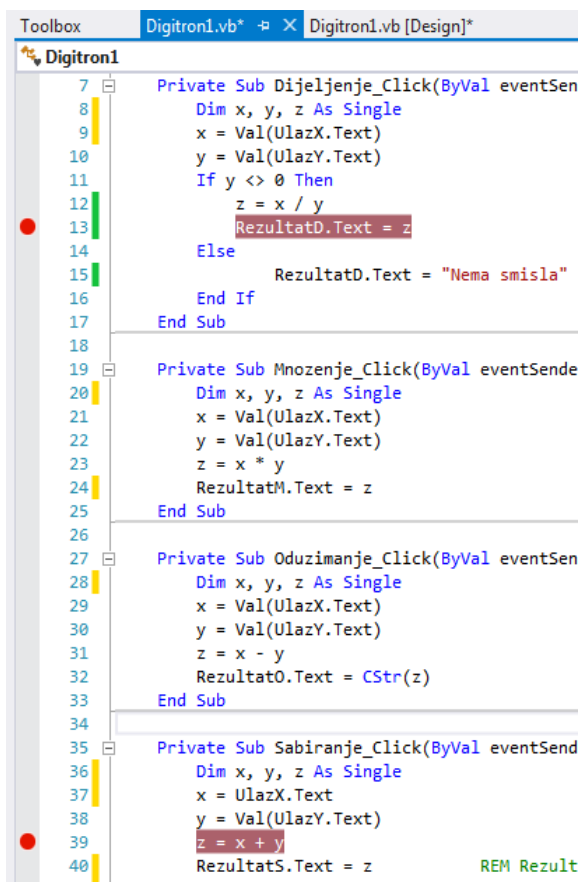 Toolbox Digitron1.vb* Digitron1.vb [Design]*
Digitron1
7 Private Sub Dijeljenje_Click(ByVal eventSen
8 Dim x, y, z As Single
9 x = Val(UlazX.Text)
10 y = Val(UlazY.Text)
11 If y <> 0 Then
12 z = x / y
13 RezultatD.Text = z
14 Else
15 RezultatD.Text = "Nema smisla"
16 End If
17 End Sub
18
19 Private Sub Mnozenje_Click(ByVal eventSende
20 Dim x, y, z As Single
21 x = Val(UlazX.Text)
22 y = Val(UlazY.Text)
23 z = x * y
24 RezultatM.Text = z
25 End Sub
26
27 Private Sub Oduzimanje_Click(ByVal eventSen
28 Dim x, y, z As Single
29 x = Val(UlazX.Text)
30 y = Val(UlazY.Text)
31 z = x - y
32 RezultatO.Text = CStr(z)
33 End Sub
34
35 Private Sub Sabiranje_Click(ByVal eventSend
36 Dim x, y, z As Single
37 x = UlazX.Text
38 y = Val(UlazY.Text)
39 z = x + y
40 RezultatS.Text = z REM Rezult